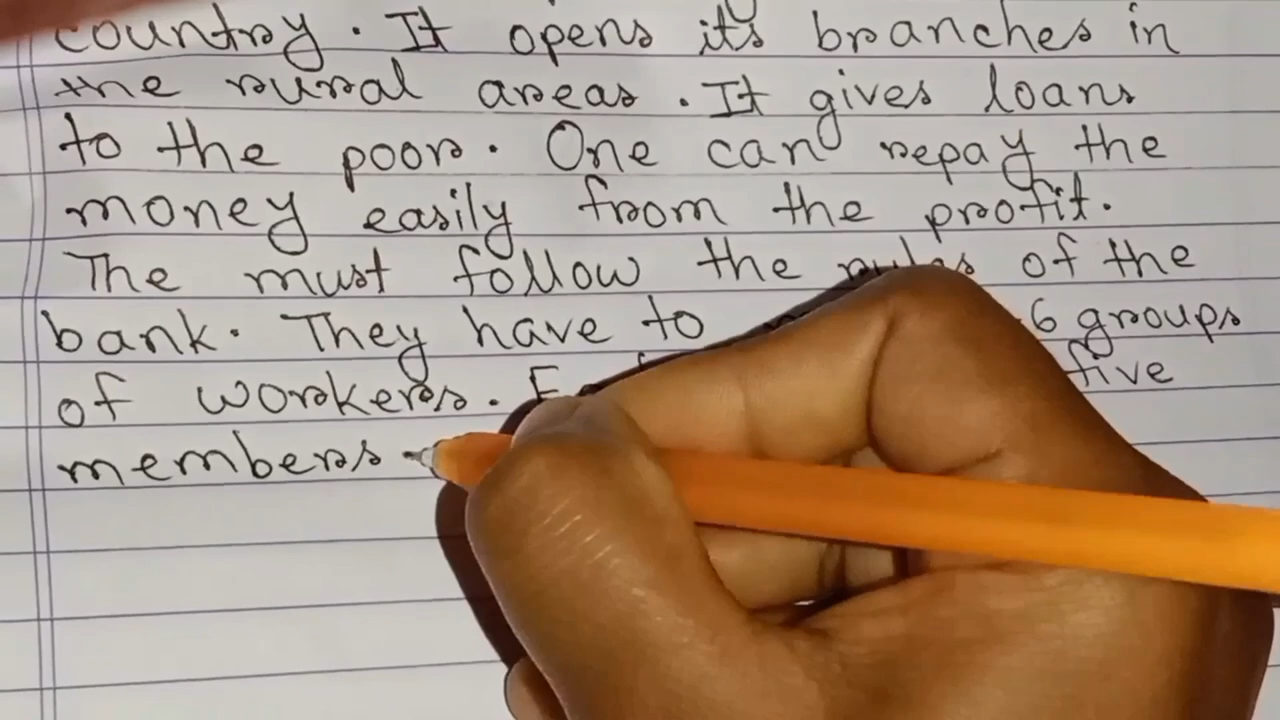 country. It opens its branches in
the rural areas. It gives loans
to the poor. One can repay the
money easily from the profit.
The must follow the rules of the
bank. They have to 6 groups
of workers. five
members.